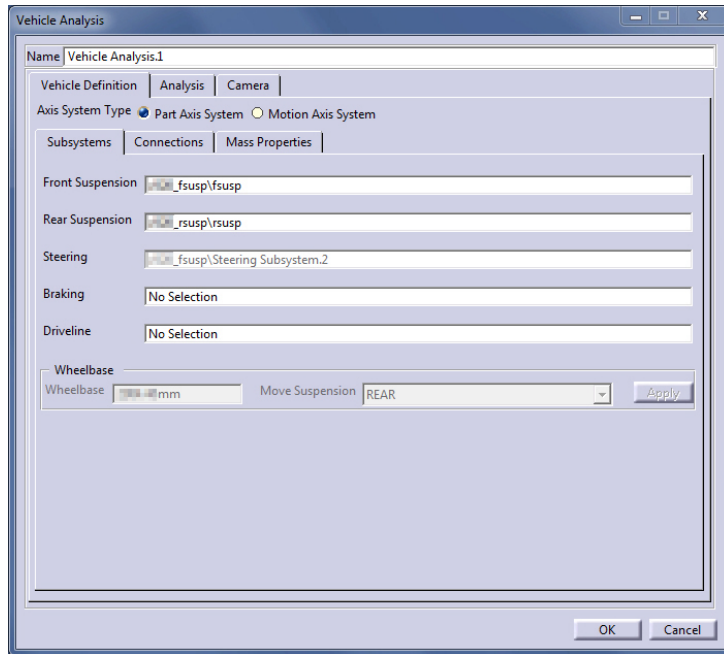 Vehicle Analysis
Name Vehicle Analysis.1
Vehicle Definition Analysis Camera
Axis System Type Part Axis System Motion Axis System
Subsystems Connections Mass Properties
Front Suspension _fsusp\fsusp
Rear Suspension _rsusp\rsusp
Steering _fsusp\Steering Subsystem.2
Braking No Selection
Driveline No Selection
Wheelbase
Wheelbase mm Move Suspension REAR Apply
OK Cancel